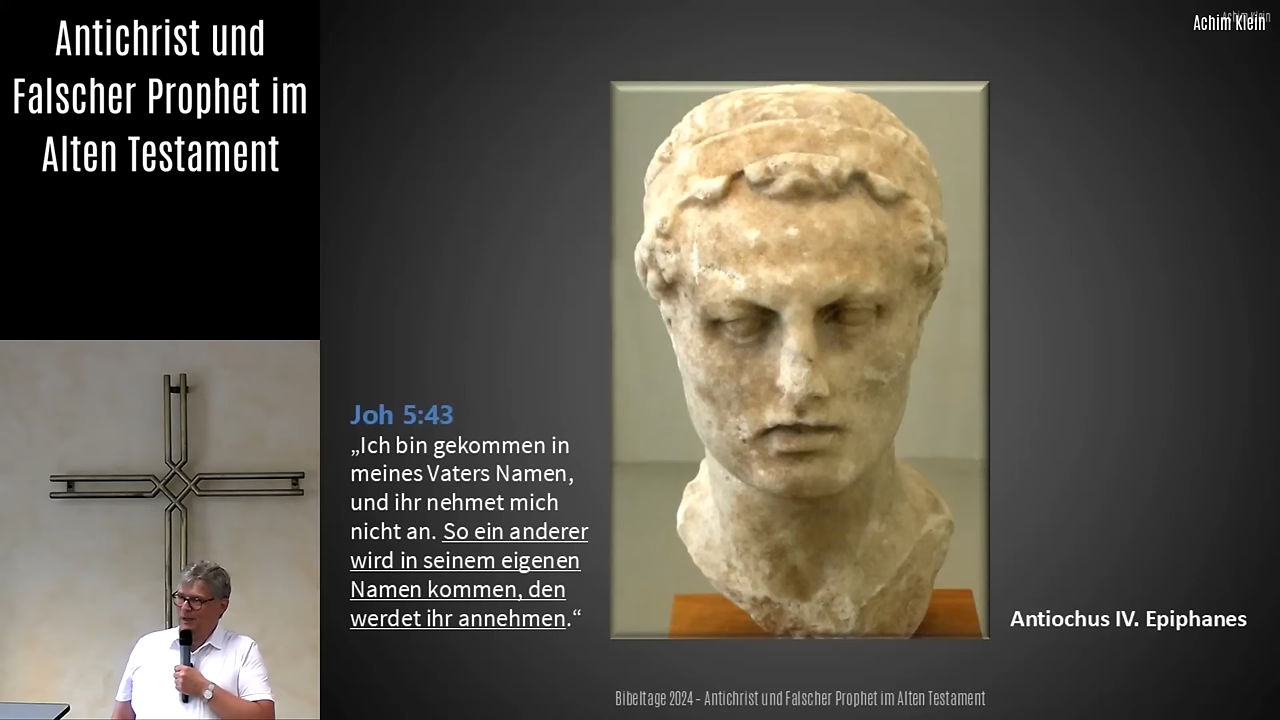 Antichrist und
Falscher Prophet im
Alten Testament
Achim Klein
Achim Klein
Joh 5:43
„Ich bin gekommen in
meines Vaters Namen,
und ihr nehmet mich
nicht an. So ein anderer
wird in seinem eigenen
Namen kommen, den
werdet ihr annehmen.“
Antiochus IV. Epiphanes
Bibeltage 2024 – Antichrist und Falscher Prophet im Alten Testament